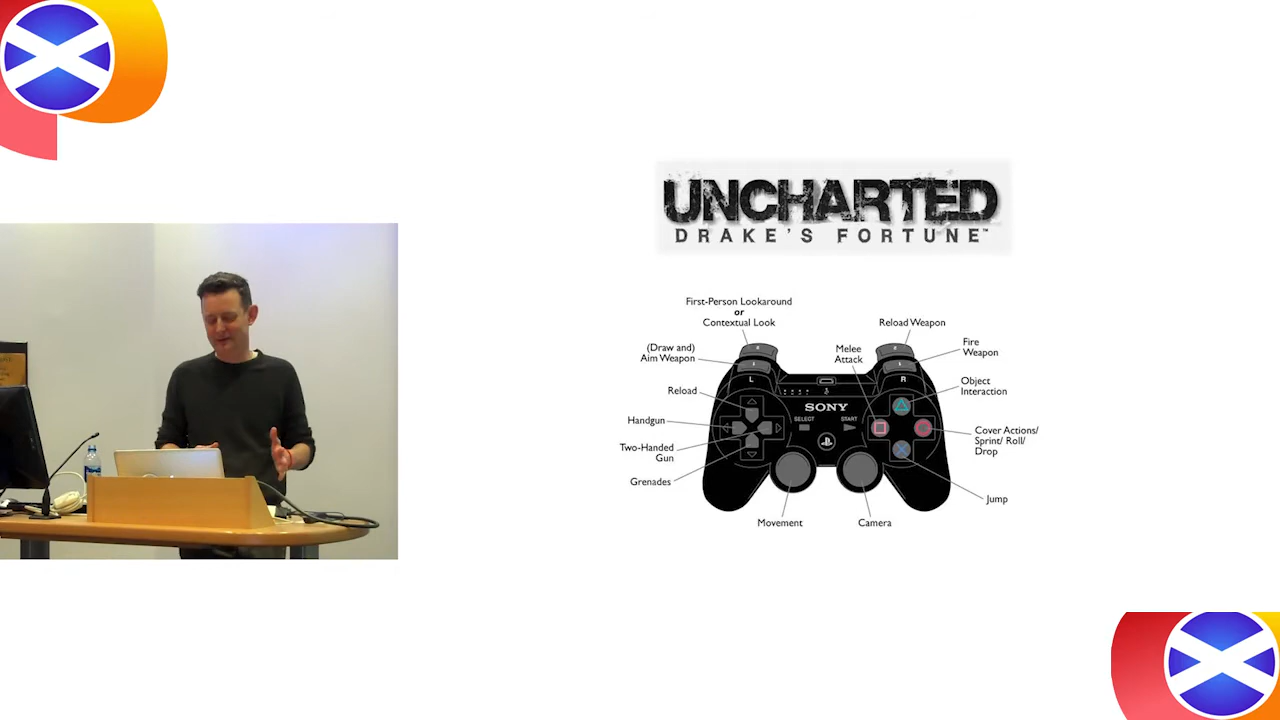 UNCHARTED
DRAKE'S FORTUNE™
First-Person Lookaround
or
Contextual Look
Reload Weapon
(Draw and)
Aim Weapon
Melee
Attack
Fire
Weapon
L
R
Reload
Object
Interaction
SONY
SELECT
START
Handgun
Cover Actions/
Sprint/ Roll/
Drop
Two-Handed
Gun
Grenades
Jump
Movement
Camera